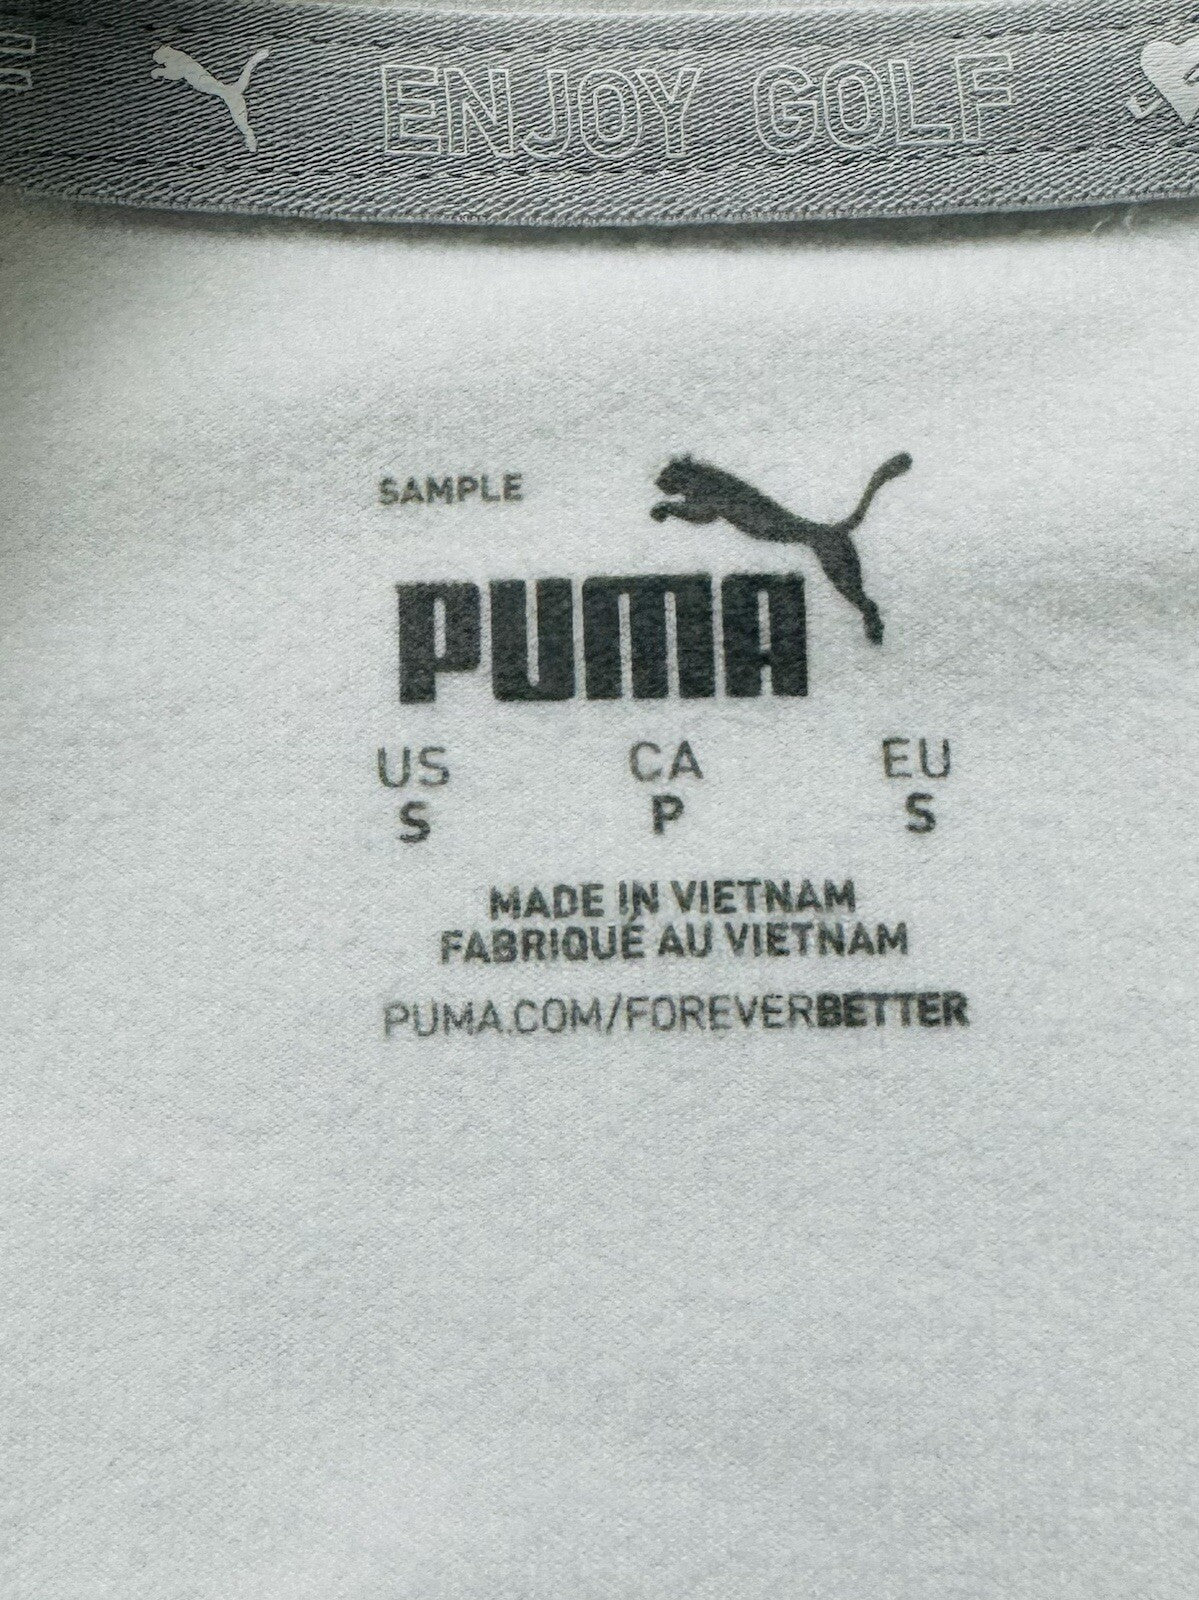 ENJOY GOLF
SAMPLE
PUMA
US CA EU
S P S
MADE IN VIETNAM
FABRIQUÉ AU VIETNAM
PUMA.COM/FOREVERBETTER